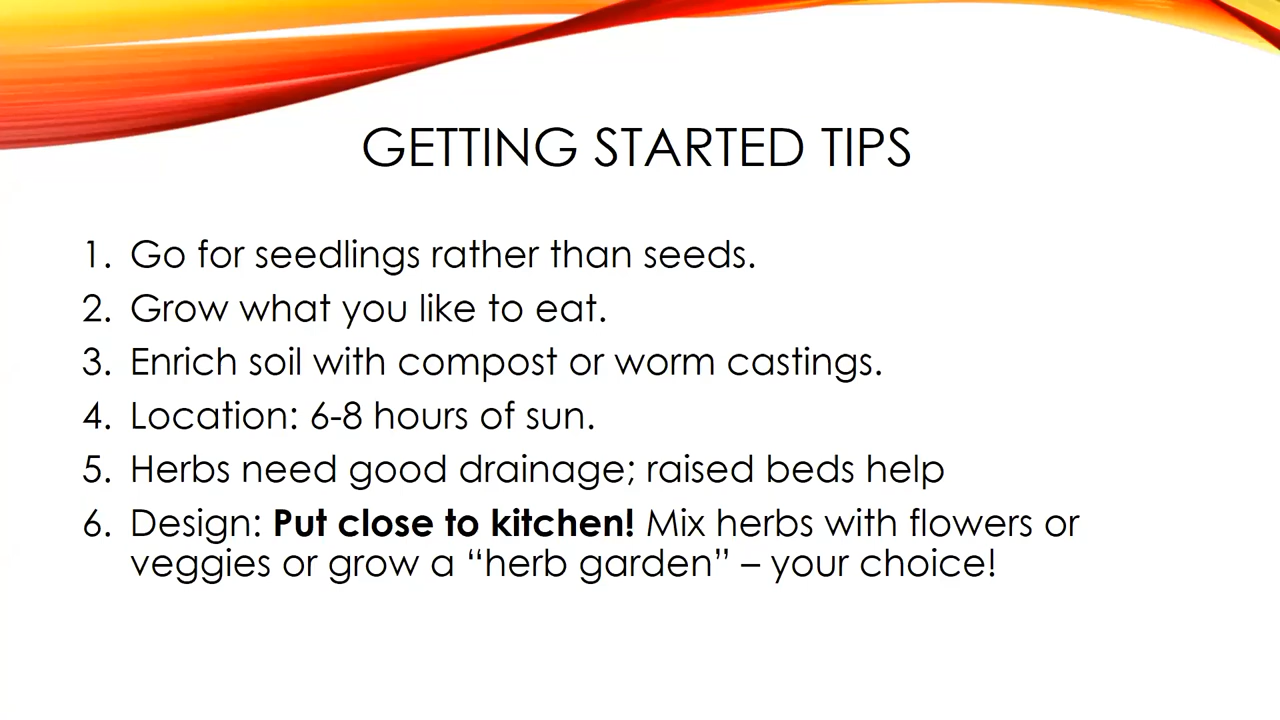 GETTING STARTED TIPS
1. Go for seedlings rather than seeds.
2. Grow what you like to eat.
3. Enrich soil with compost or worm castings.
4. Location: 6-8 hours of sun.
5. Herbs need good drainage; raised beds help
6. Design: Put close to kitchen! Mix herbs with flowers or
veggies or grow a “herb garden” – your choice!